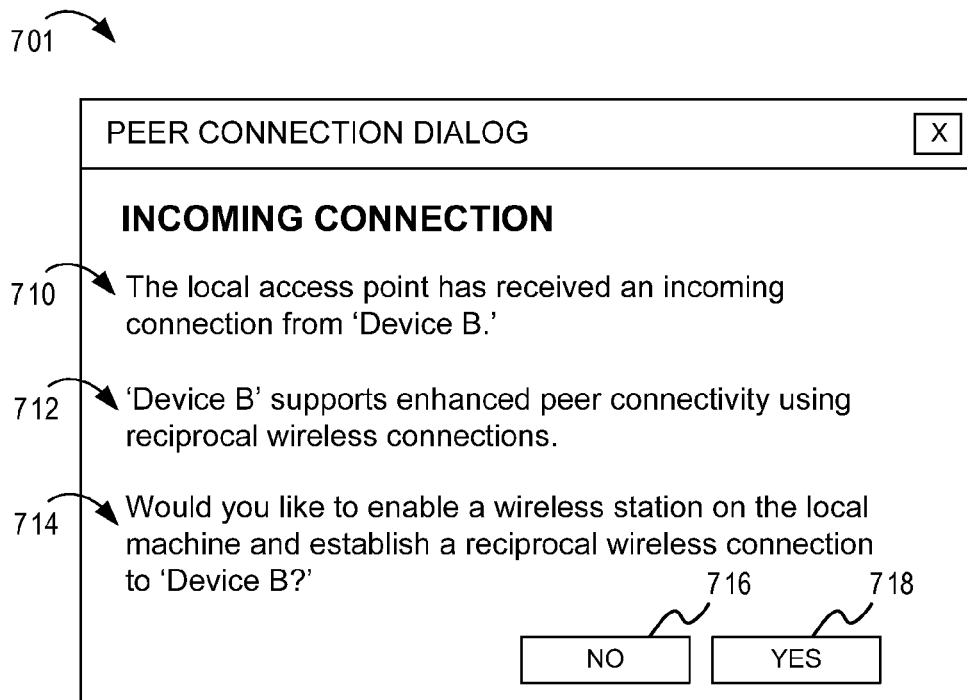 701
PEER CONNECTION DIALOG X
INCOMING CONNECTION
710 The local access point has received an incoming
connection from ‘Device B.’
712 ‘Device B’ supports enhanced peer connectivity using
reciprocal wireless connections.
714 Would you like to enable a wireless station on the local
machine and establish a reciprocal wireless connection
to ‘Device B?’
716 718
NO YES